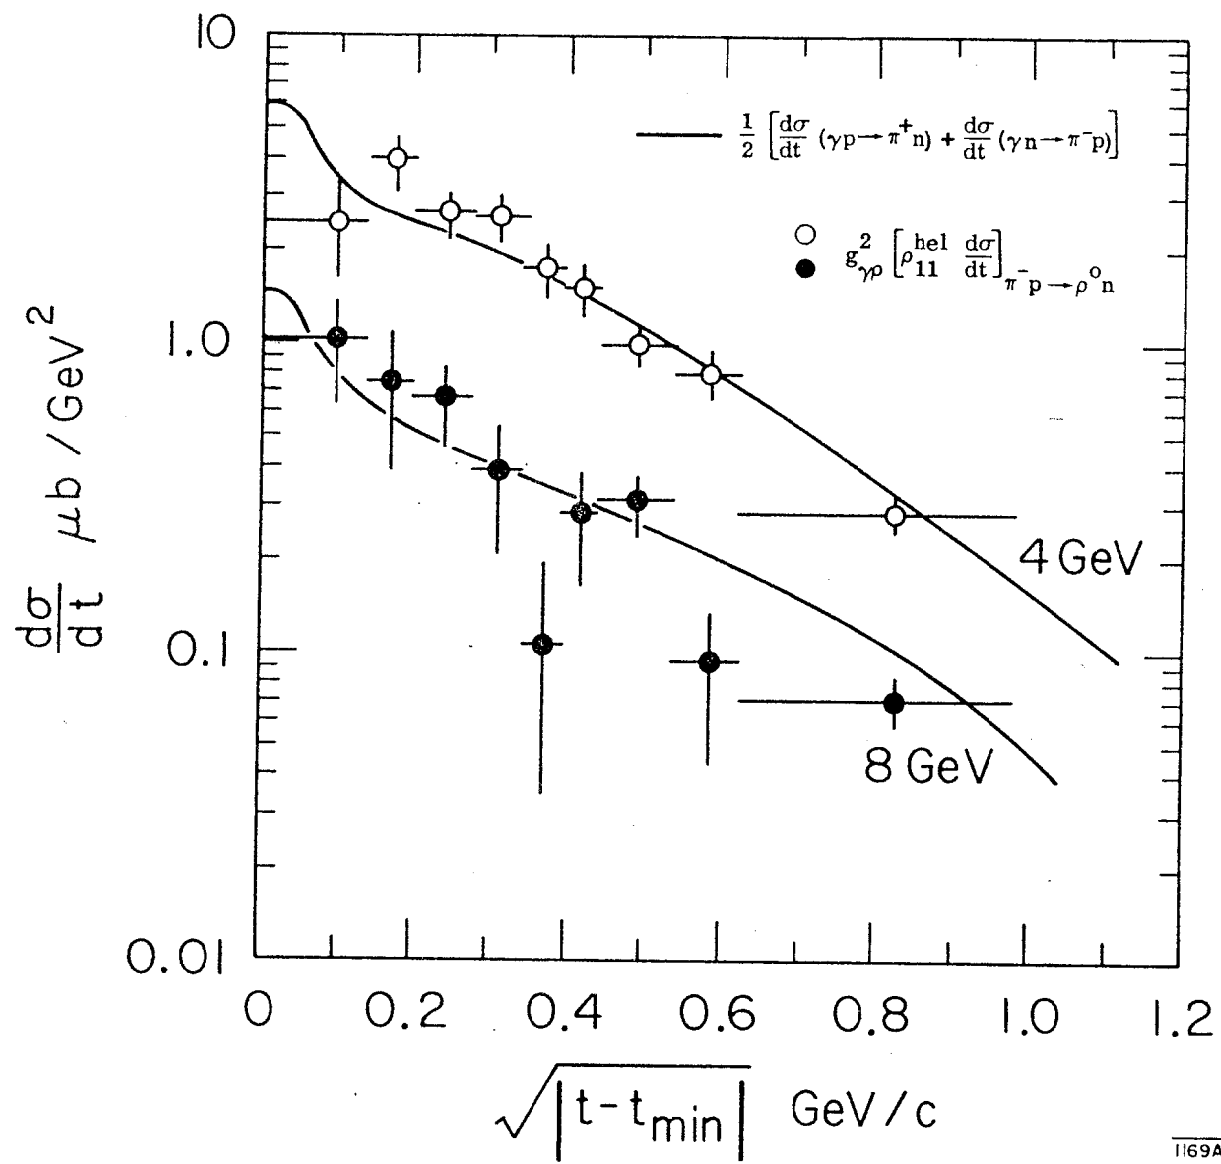 10
1.0
0.1
0.01
dσ/dt μb/GeV²
1/2 [dσ/dt (γp→π⁺n) + dσ/dt (γn→π⁻p)]
g²γρ [ρ₁₁^hel dσ/dt]π⁻p→ρ⁰n
4 GeV
8 GeV
0 0.2 0.4 0.6 0.8 1.0 1.2
√|t-tmin| GeV/c
1169A